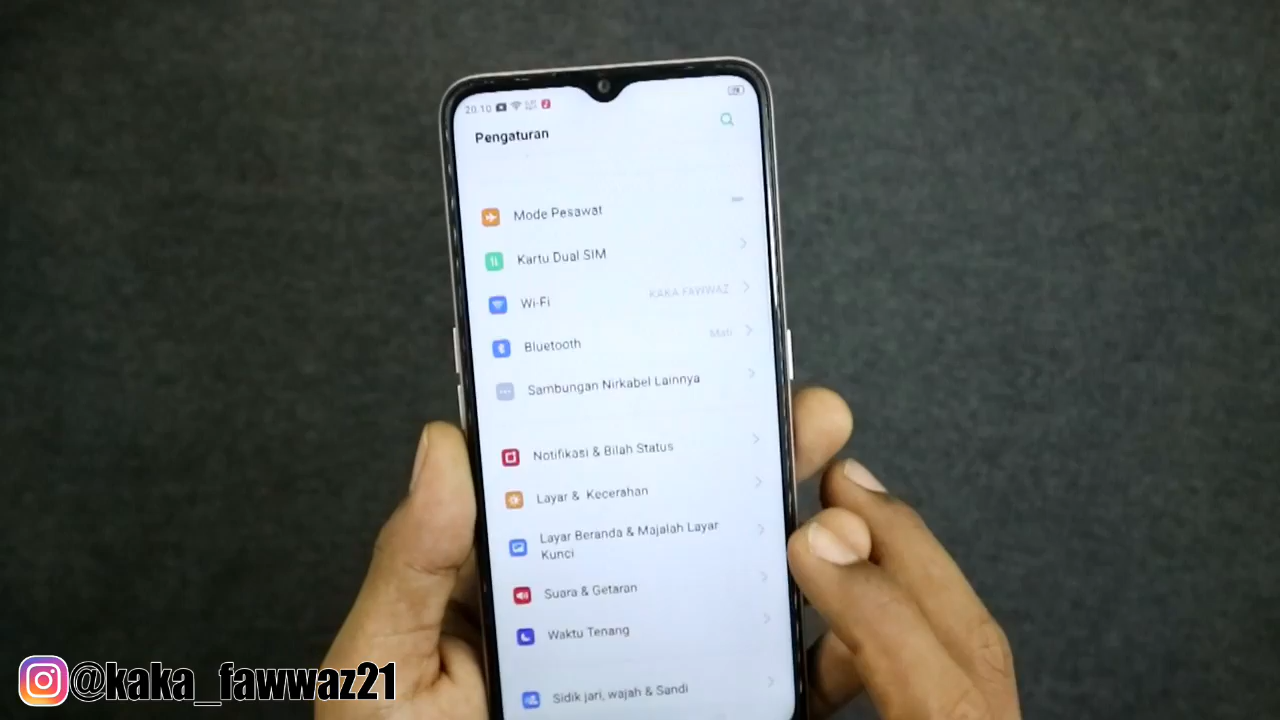 20.10
Pengaturan
Mode Pesawat
Kartu Dual SIM
Wi-Fi KAKA FAWWAZ
Bluetooth Mati
Sambungan Nirkabel Lainnya
Notifikasi & Bilah Status
Layar & Kecerahan
Layar Beranda & Majalah Layar
Kunci
Suara & Getaran
Waktu Tenang
Sidik jari, wajah & Sandi
@kaka_fawwaz21